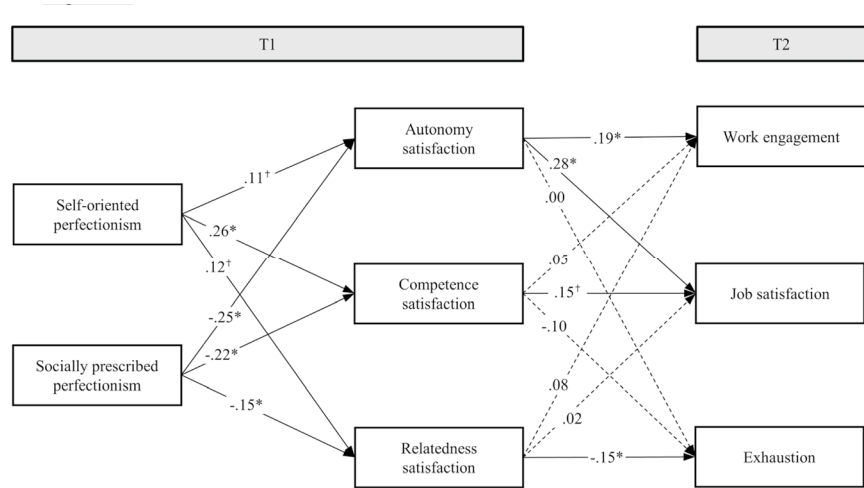 T1
T2
Autonomy
satisfaction
Work engagement
.19*
.28*
.11†
.00
Self-oriented
perfectionism
.26*
.12†
.05
Competence
satisfaction
.15†
Job satisfaction
-.25*
-.10
-.22*
Socially prescribed
perfectionism
-.15*
.08
.02
Relatedness
satisfaction
-.15*
Exhaustion